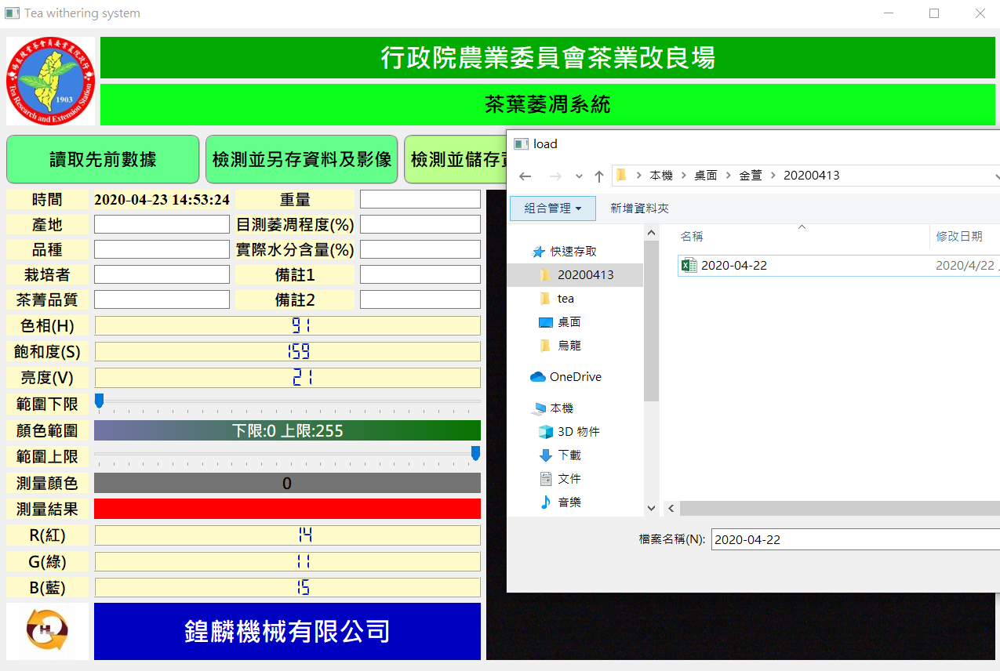 Tea withering system
行政院農業委員會茶業改良場
1903
Tea Research and Extension Station
茶葉萎凋系統
讀取先前數據
檢測並另存資料及影像
檢測並儲存
時間
2020-04-23 14:53:24
重量
產地
目測萎凋程度(%)
品種
實際水分含量(%)
栽培者
備註1
茶菁品質
備註2
色相(H)
91
飽和度(S)
159
亮度(V)
21
範圍下限
顏色範圍
下限:0 上限:255
範圍上限
測量顏色
0
測量結果
R(紅)
14
G(綠)
11
B(藍)
15
H
鍠麟機械有限公司
load
本機 > 桌面 > 金萱 > 20200413
組合管理
新增資料夾
名稱
修改日期
快速存取
20200413
tea
桌面
烏龍
OneDrive
本機
3D 物件
下載
文件
音樂
2020-04-22
2020/4/22
檔案名稱(N):
2020-04-22